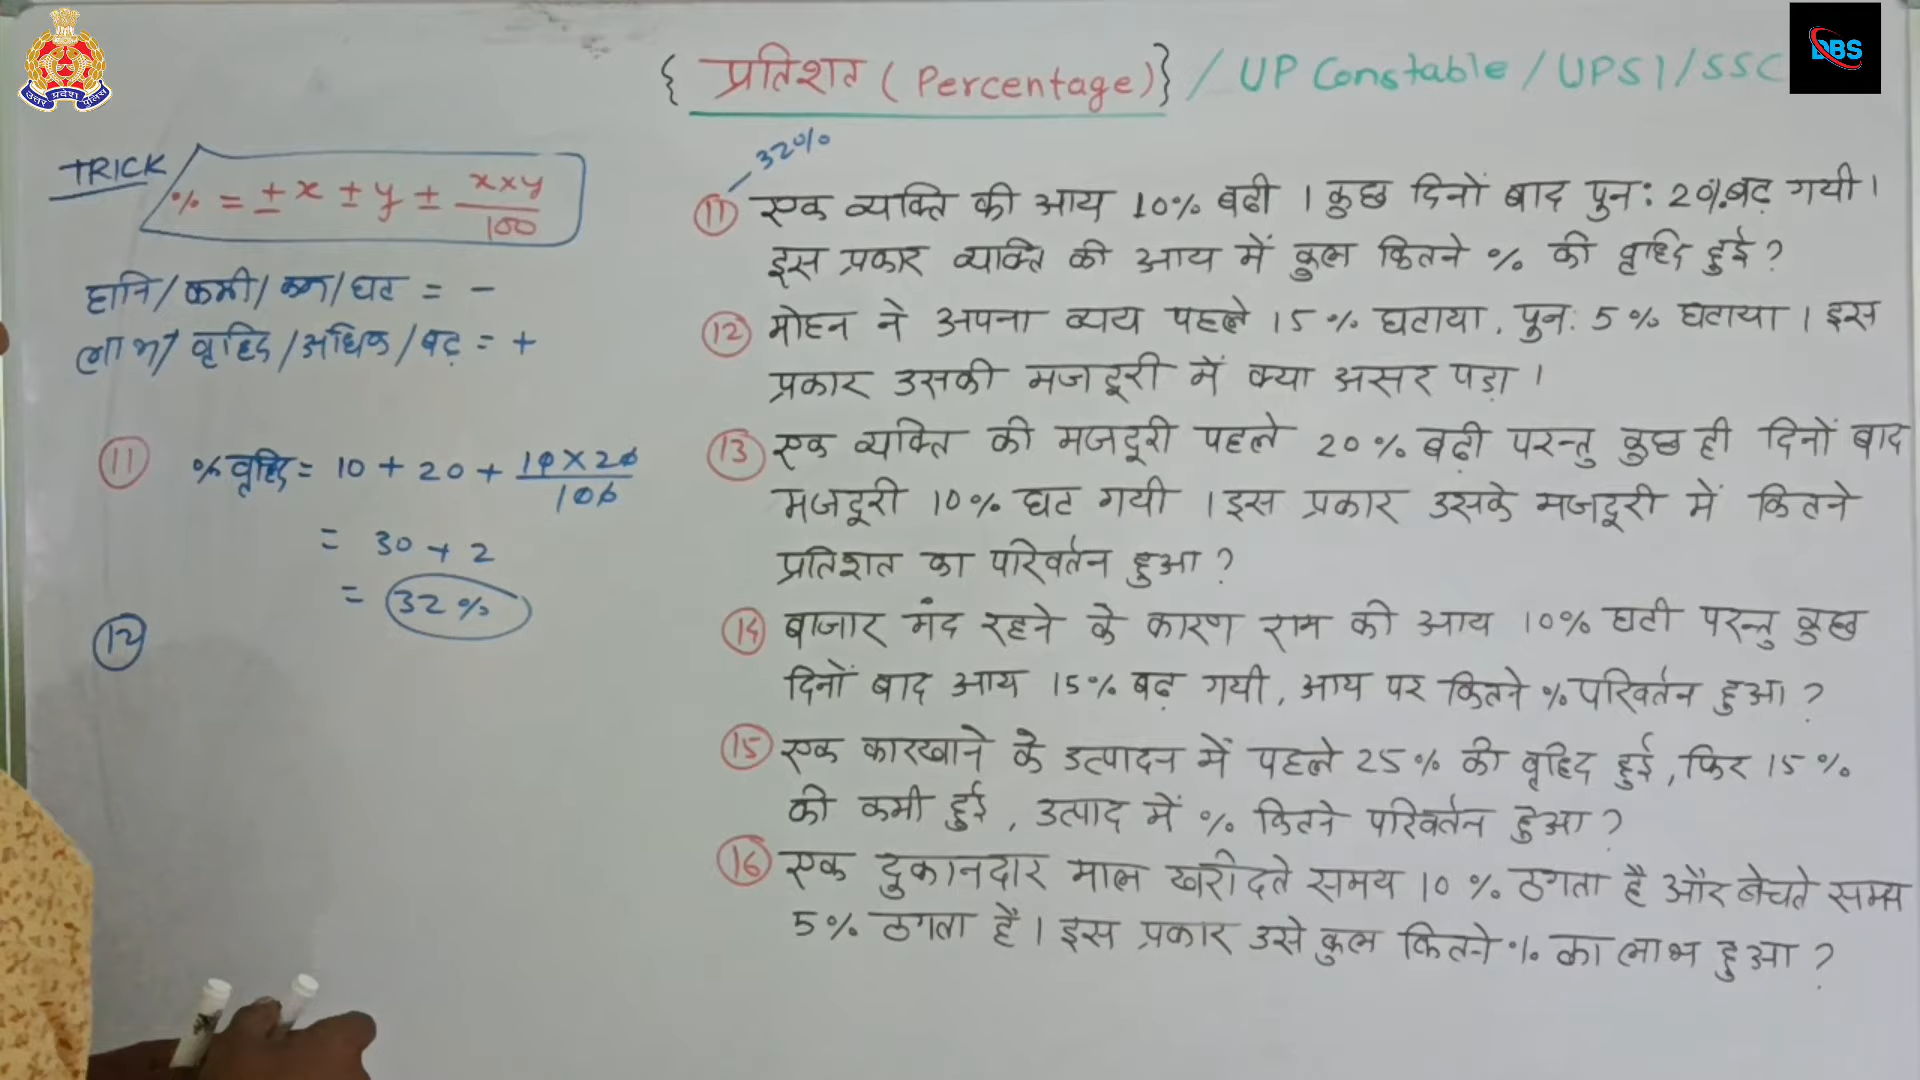 { प्रतिशत ( Percentage ) } / UP Constable / UPSI / SSC
DBS
उत्तर प्रदेश पुलिस
TRICK
% = ± x ± y ± x×y/100
हानि / कमी / कम / घट = -
लाभ / वृद्धि / अधिक / बढ़ = +
11 % वृद्धि = 10 + 20 + 10×20/100
= 30 + 2
= 32%
12
32%
11 एक व्यक्ति की आय 10% बढी । कुछ दिनों बाद पुन: 20% बढ़ गयी ।
इस प्रकार व्यक्ति की आय में कुल कितने % की वृद्धि हुई ?
12 मोहन ने अपना व्यय पहले 15% घटाया, पुन: 5% घटाया । इस
प्रकार उसकी मजदूरी में क्या असर पड़ा ।
13 एक व्यक्ति की मजदूरी पहले 20% बढ़ी परन्तु कुछ ही दिनों बाद
मजदूरी 10% घट गयी । इस प्रकार उसके मजदूरी में कितने
प्रतिशत का परिवर्तन हुआ ?
14 बाजार मंद रहने के कारण राम की आय 10% घटी परन्तु कुछ
दिनों बाद आय 15% बढ़ गयी, आय पर कितने % परिवर्तन हुआ ?
15 एक कारखाने के उत्पादन में पहले 25% की वृद्धि हुई, फिर 15%
की कमी हुई, उत्पाद में % कितने परिवर्तन हुआ ?
16 एक दुकानदार माल खरीदते समय 10% ठगता है और बेचते समय
5% ठगता है । इस प्रकार उसे कुल कितने % का लाभ हुआ ?